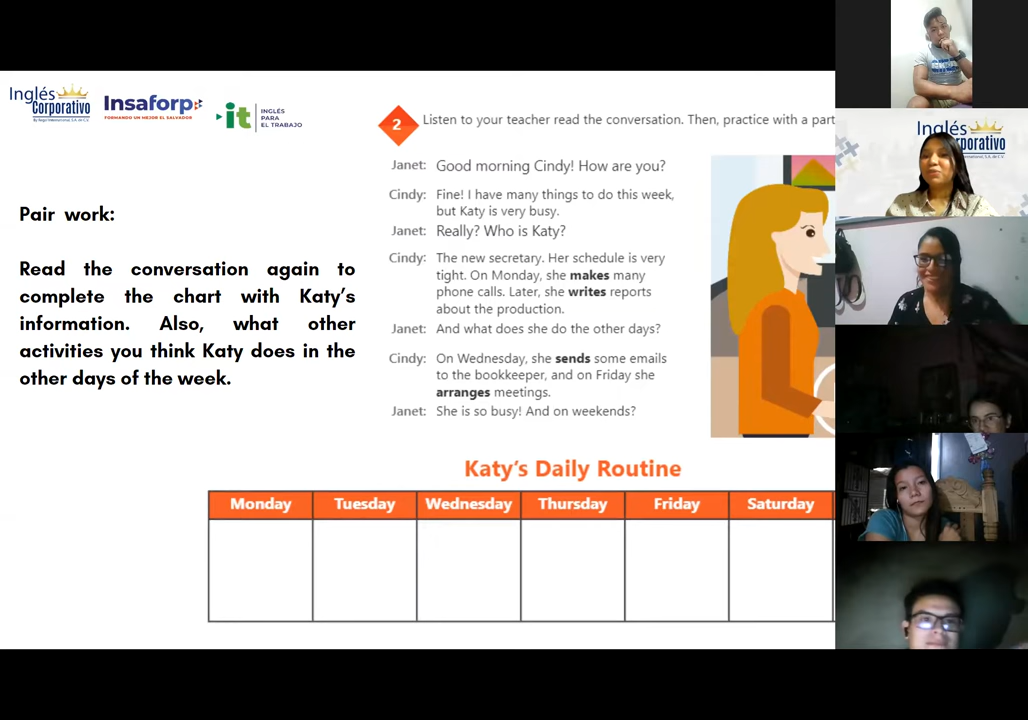 Inglés
Corporativo
Insaforp
FORMANDO UN MEJOR EL SALVADOR
it
INGLÉS
PARA
EL TRABAJO
Pair work:
Read the conversation again to
complete the chart with Katy's
information. Also, what other
activities you think Katy does in the
other days of the week.
2
Listen to your teacher read the conversation. Then, practice with a part
Janet: Good morning Cindy! How are you?
Cindy: Fine! I have many things to do this week,
but Katy is very busy.
Janet: Really? Who is Katy?
Cindy: The new secretary. Her schedule is very
tight. On Monday, she makes many
phone calls. Later, she writes reports
about the production.
Janet: And what does she do the other days?
Cindy: On Wednesday, she sends some emails
to the bookkeeper, and on Friday she
arranges meetings.
Janet: She is so busy! And on weekends?
Katy's Daily Routine
Monday Tuesday Wednesday Thursday Friday Saturday
Inglés
porativo